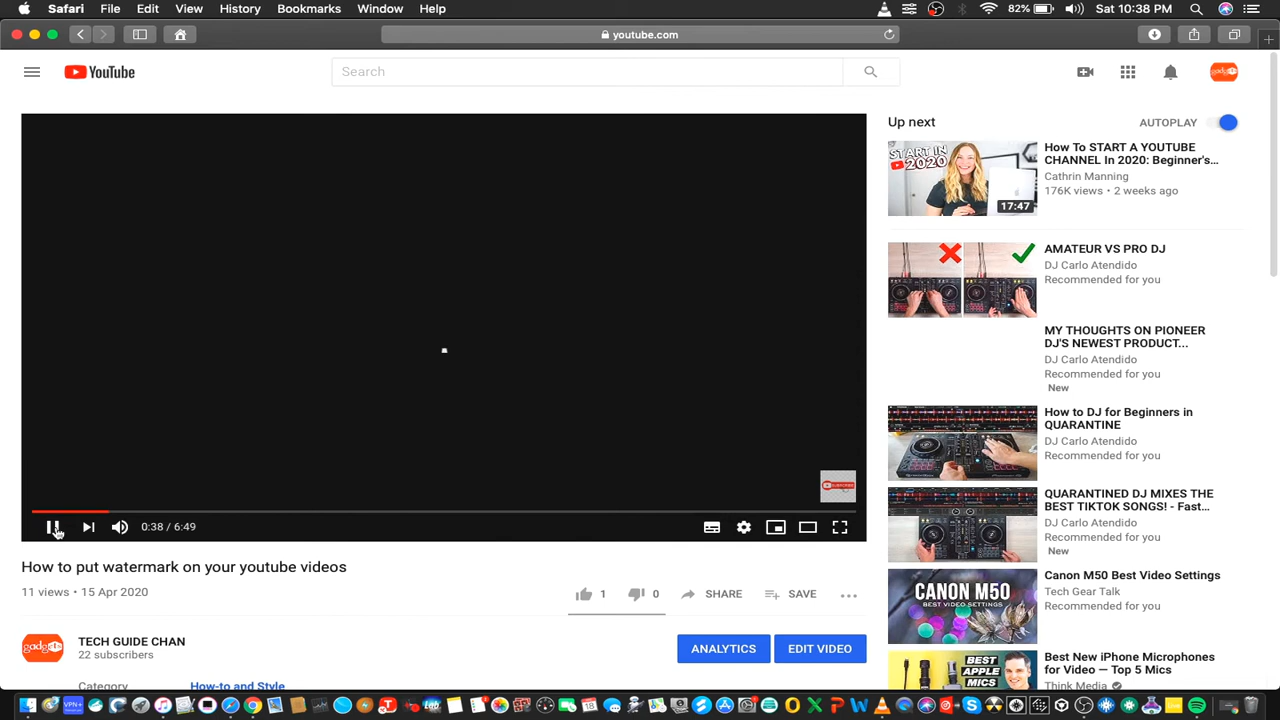 Safari File Edit View History Bookmarks Window Help
82% Sat 10:38 PM
youtube.com
YouTube
Search
gadg
Up next
AUTOPLAY
START IN
2020
17:47
How To START A YOUTUBE
CHANNEL In 2020: Beginner's...
Cathrin Manning
176K views • 2 weeks ago
AMATEUR VS PRO DJ
DJ Carlo Atendido
Recommended for you
MY THOUGHTS ON PIONEER
DJ'S NEWEST PRODUCT...
DJ Carlo Atendido
Recommended for you
New
How to DJ for Beginners in
QUARANTINE
DJ Carlo Atendido
Recommended for you
QUARANTINED DJ MIXES THE
BEST TIKTOK SONGS! - Fast...
DJ Carlo Atendido
Recommended for you
New
CANON M50
BEST VIDEO SETTINGS
Canon M50 Best Video Settings
Tech Gear Talk
Recommended for you
BEST
APPLE
MICS
Best New iPhone Microphones
for Video — Top 5 Mics
Think Media
SUBSCRIBE
0:38 / 6:49
How to put watermark on your youtube videos
11 views • 15 Apr 2020
1 0 SHARE SAVE
gadg
TECH GUIDE CHAN
22 subscribers
ANALYTICS
EDIT VIDEO
Category How-to and Style
VPN+